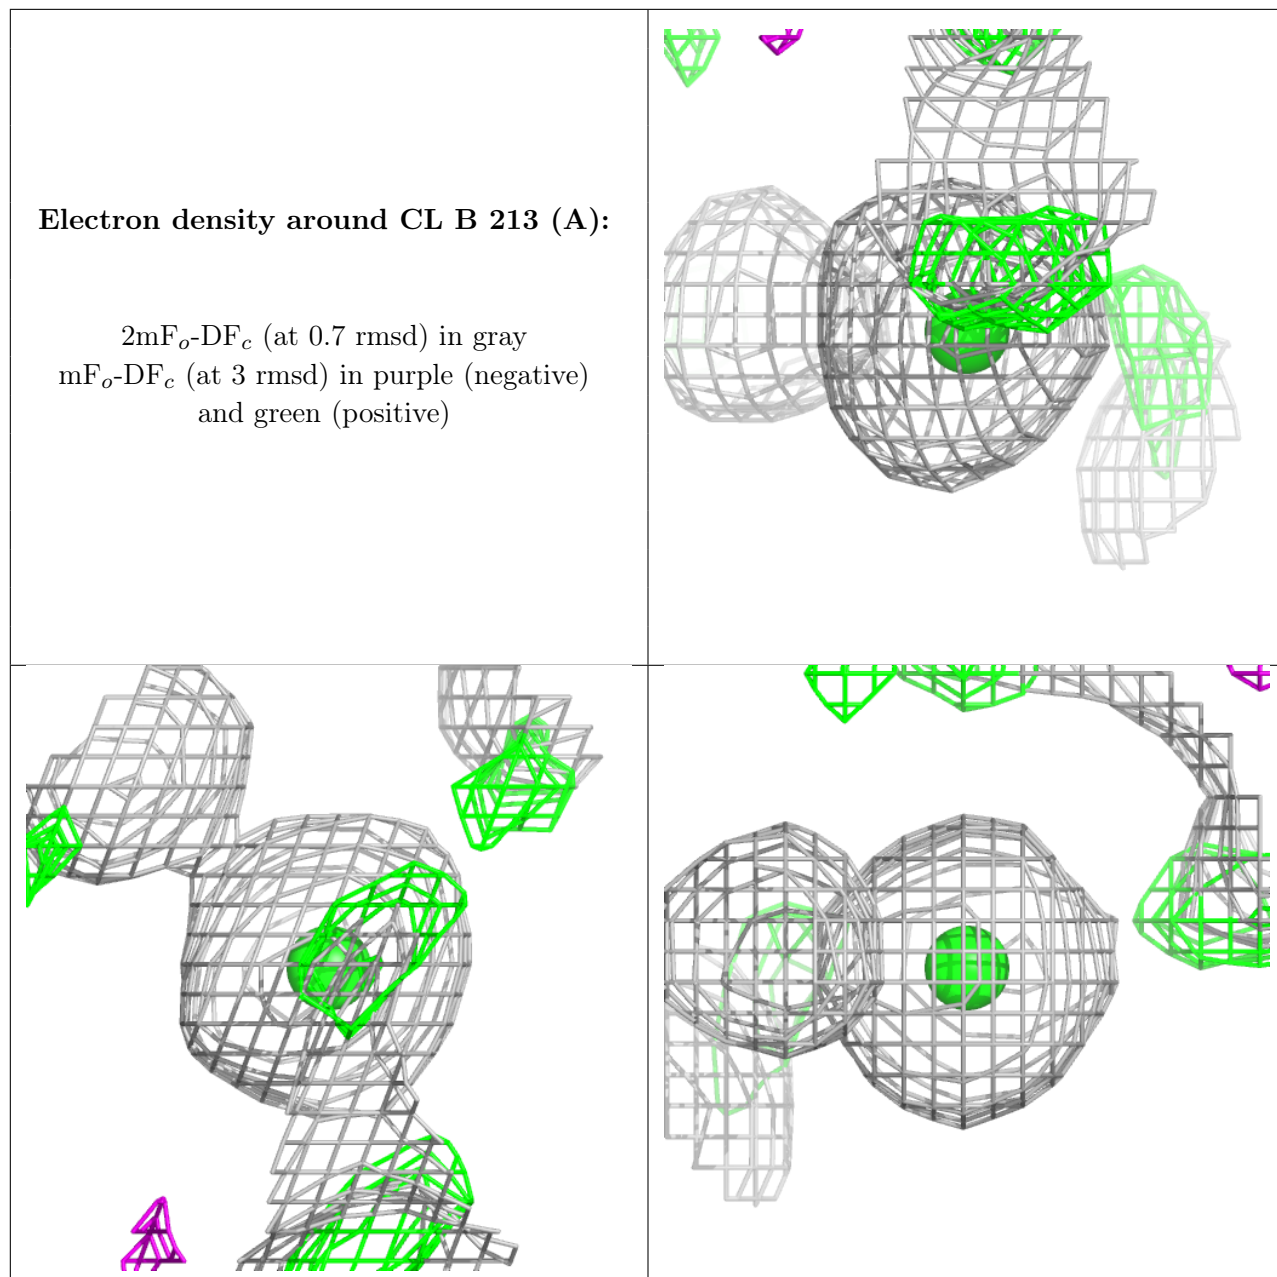 Electron density around CL B 213 (A):
2mFo-DFc (at 0.7 rmsd) in gray
mFo-DFc (at 3 rmsd) in purple (negative)
and green (positive)